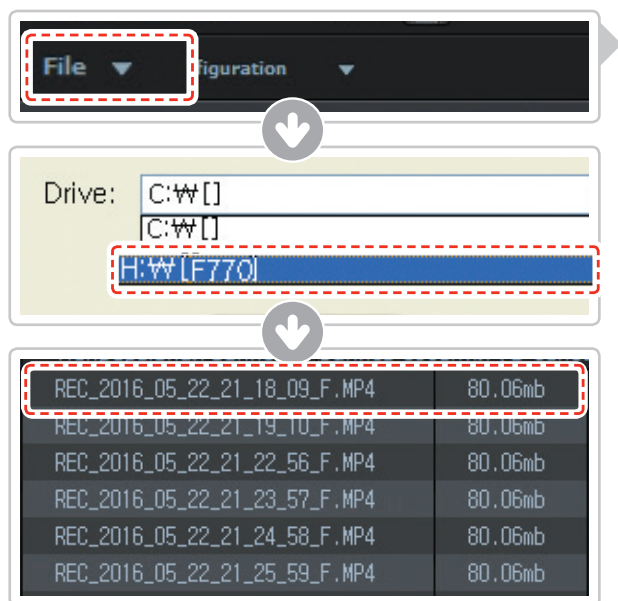 File ▼ figuration ▼
Drive: C:₩[]
C:₩[]
H:₩[F770]
REC_2016_05_22_21_18_09_F.MP4 80.06mb
REC_2016_05_22_21_19_10_F.MP4 80.06mb
REC_2016_05_22_21_22_56_F.MP4 80.06mb
REC_2016_05_22_21_23_57_F.MP4 80.06mb
REC_2016_05_22_21_24_58_F.MP4 80.06mb
REC_2016_05_22_21_25_59_F.MP4 80.06mb